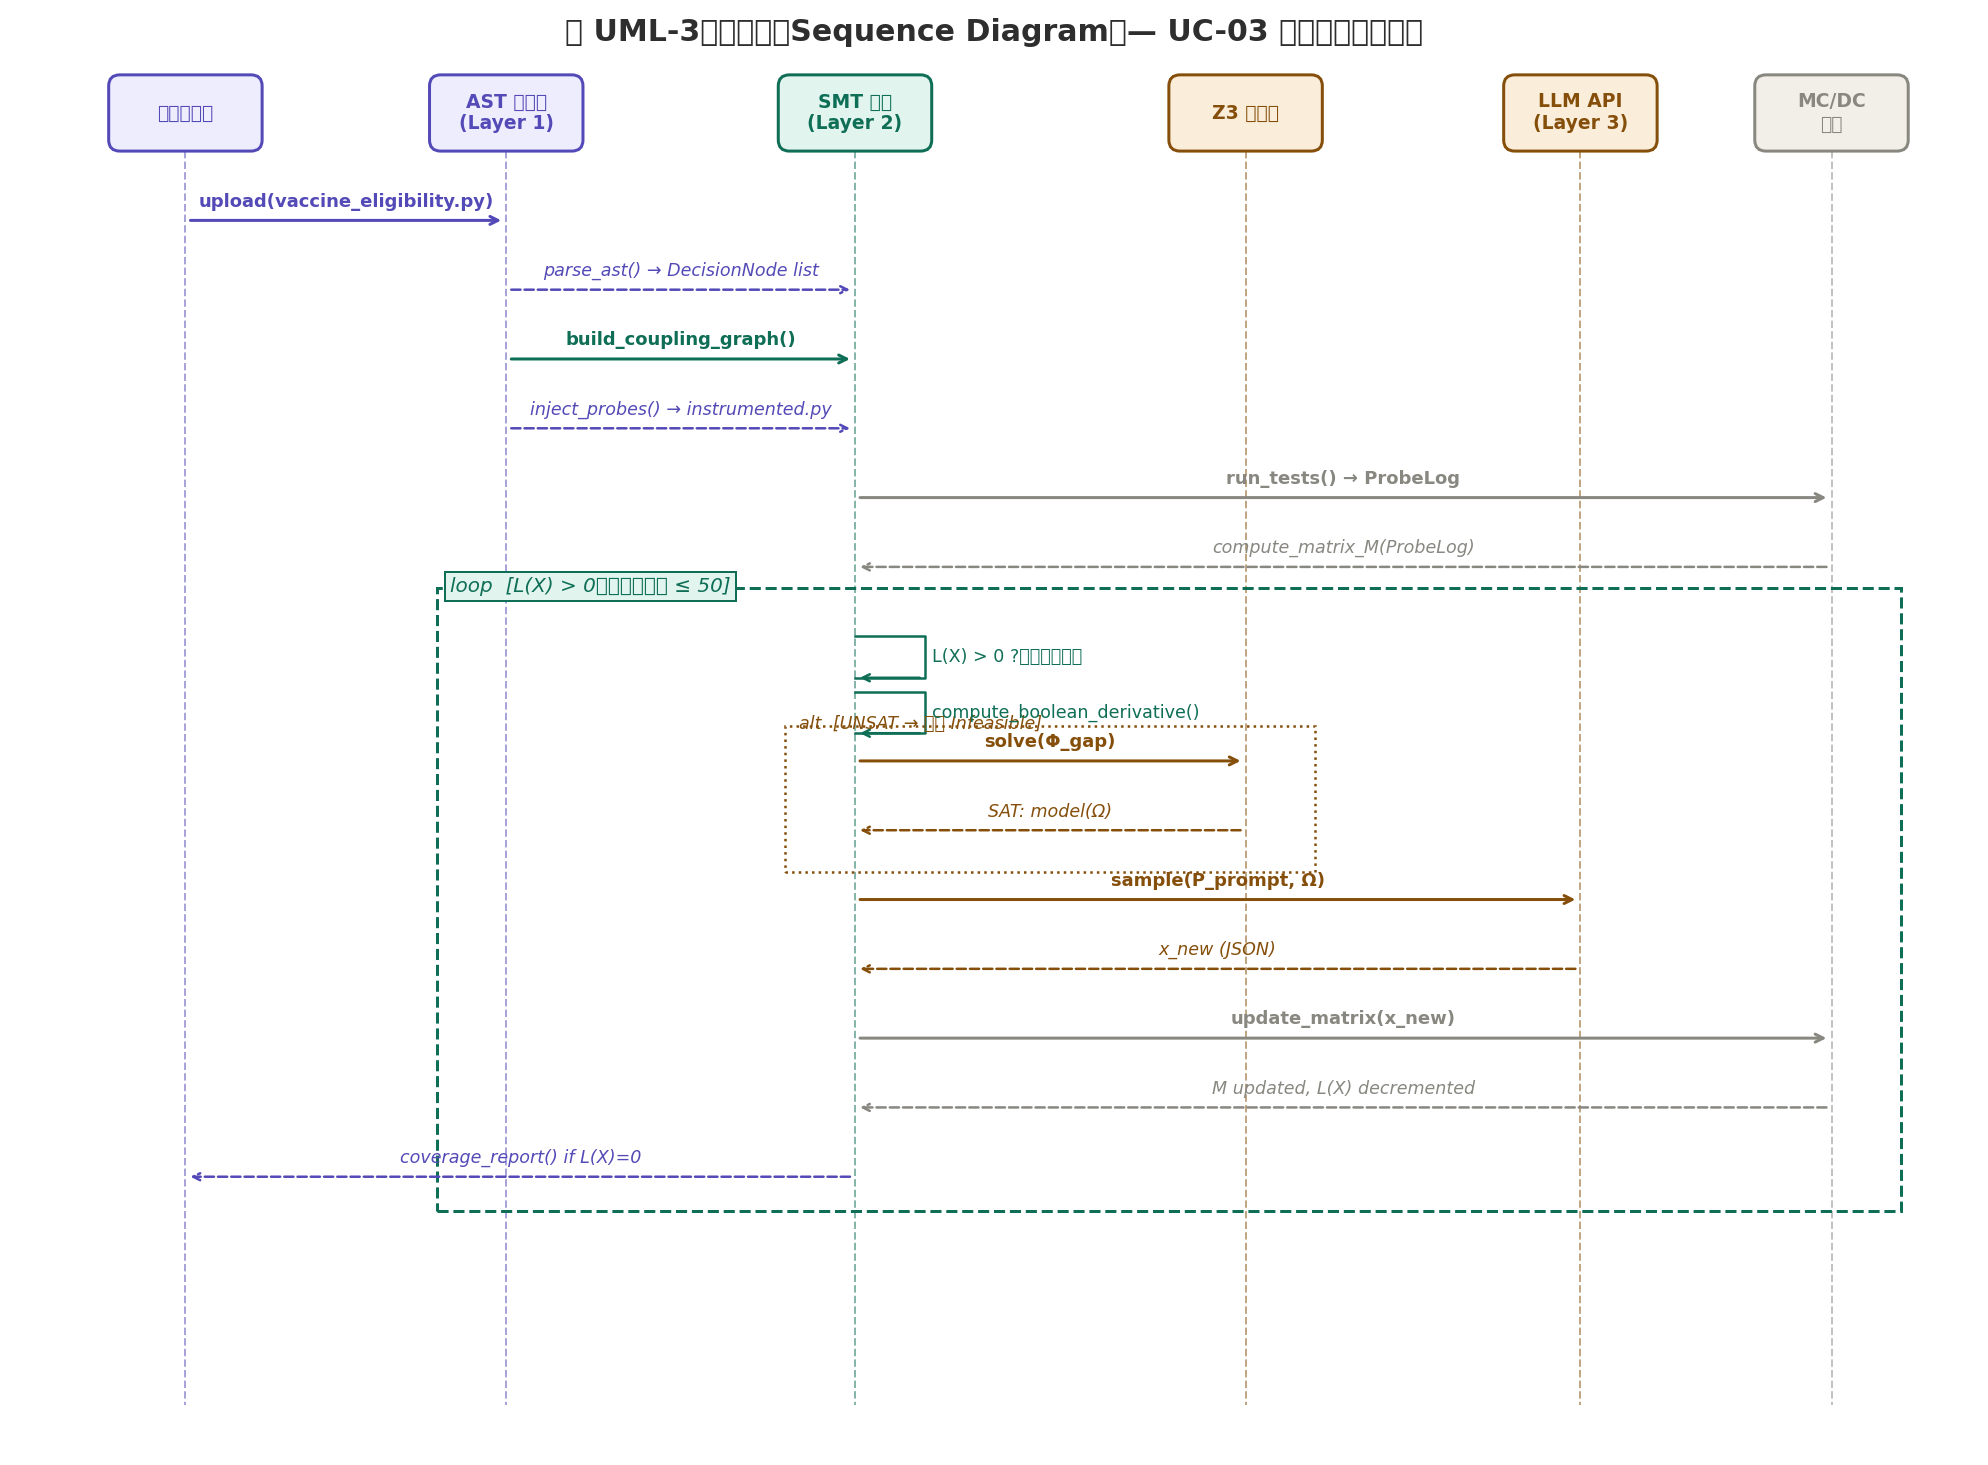 UML-3 Sequence Diagram — UC-03
AST
(Layer 1)
SMT
(Layer 2)
Z3
LLM API
(Layer 3)
MC/DC
upload(vaccine_eligibility.py)
parse_ast() → DecisionNode list
build_coupling_graph()
inject_probes() → instrumented.py
run_tests() → ProbeLog
compute_matrix_M(ProbeLog)
loop [L(X) > 0 ≤ 50]
L(X) > 0 ?
compute_boolean_derivative()
alt [UNSAT → Infeasible]
solve(Φ_gap)
SAT: model(Ω)
sample(P_prompt, Ω)
x_new (JSON)
update_matrix(x_new)
M updated, L(X) decremented
coverage_report() if L(X)=0